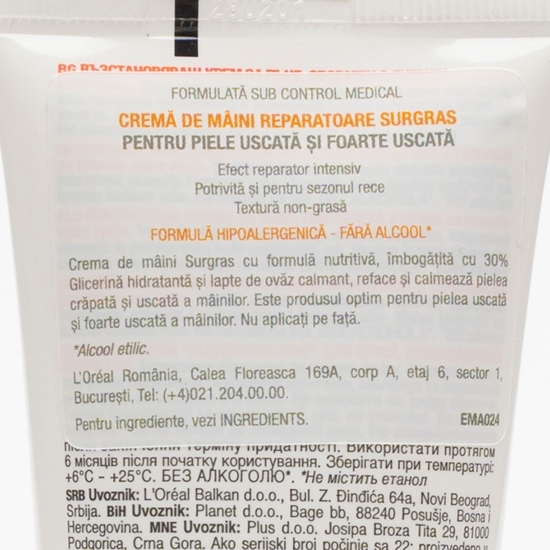 FORMULATĂ SUB CONTROL MEDICAL
CREMĂ DE MÂINI REPARATOARE SURGRAS
PENTRU PIELE USCATĂ ȘI FOARTE USCATĂ
Efect reparator intensiv
Potrivită și pentru sezonul rece
Textură non-grasă
FORMULĂ HIPOALERGENICĂ - FĂRĂ ALCOOL*
Crema de mâini Surgras cu formulă nutritivă, îmbogățită cu 30%
Glicerină hidratantă și lapte de ovăz calmant, reface și calmează pielea
crăpată și uscată a mâinilor. Este produsul optim pentru pielea uscată
și foarte uscată a mâinilor. Nu aplicați pe față.
*Alcool etilic.
L'Oréal România, Calea Floreasca 169A, corp A, etaj 6, sector 1,
București, Tel: (+4)021.204.00.00.
Pentru ingrediente, vezi INGREDIENTS. EMA024
терміну придатності. Використати протягом
6 місяців після початку користування. Зберігати при температурі:
+6°C - +25°C. БЕЗ АЛКОГОЛЮ*. *Не містить етанол
SRB Uvoznik: L'Oréal Balkan d.o.o., Bul. Z. Đinđića 64a, Novi Beograd,
Srbija. BiH Uvoznik: Planet d.o.o., Bage bb, 88240 Posušje, Bosna i
Hercegovina. MNE Uvoznik: Plus d.o.o. Josipa Broza Tita 29, 81000
Podgorica, Crna Gora. Ako serijski broj počinje sa 22: proizvedeno u